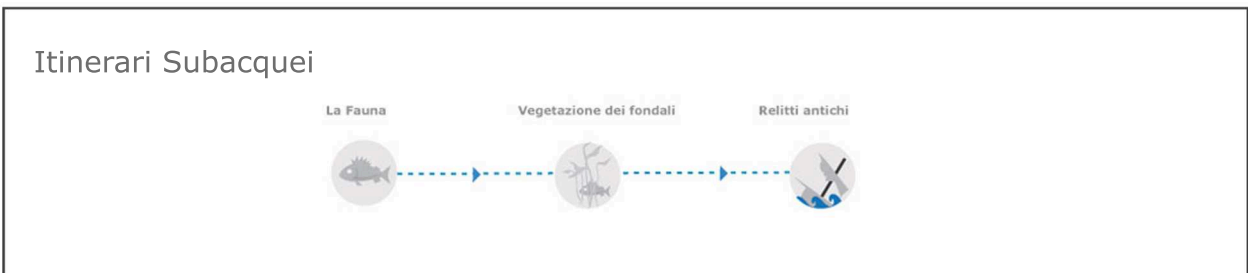 Itinerari Subacquei
La Fauna
Vegetazione dei fondali
Relitti antichi